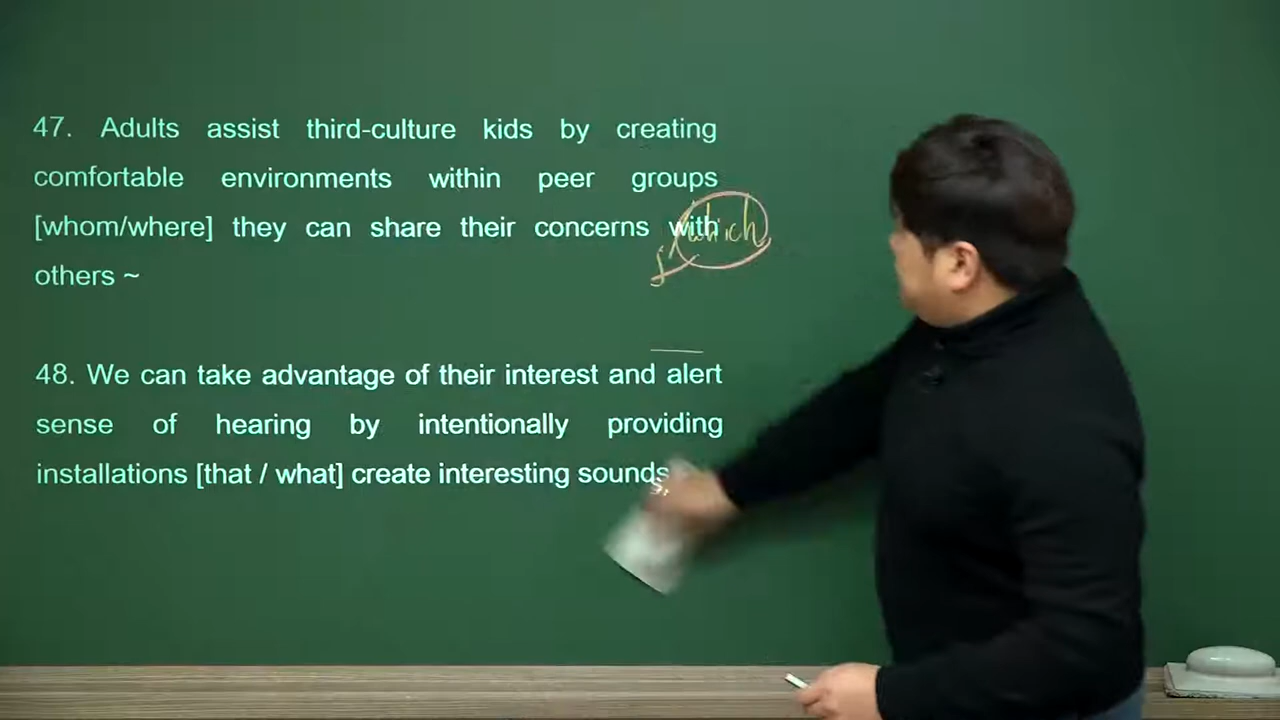 47. Adults assist third-culture kids by creating
comfortable environments within peer groups
[whom/where] they can share their concerns with
others ~
which
48. We can take advantage of their interest and alert
sense of hearing by intentionally providing
installations [that / what] create interesting sounds